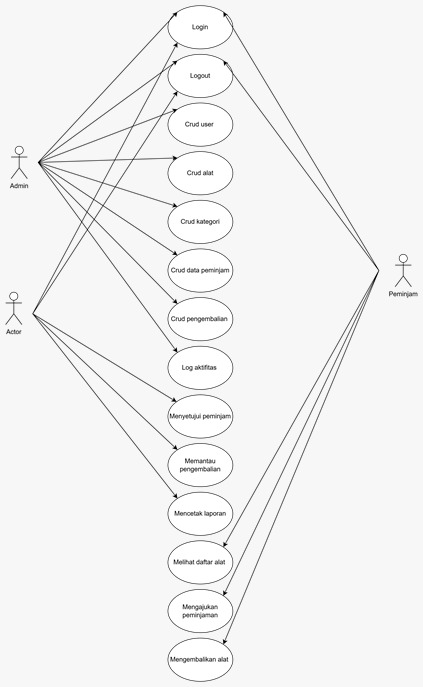 Login
Logout
Crud user
Crud alat
Admin
Crud kategori
Crud data peminjam
Peminjam
Crud pengembalian
Actor
Log aktifitas
Menyetujui peminjam
Memantau
pengembalian
Mencetak laporan
Melihat daftar alat
Mengajukan
peminjaman
Mengembalikan alat